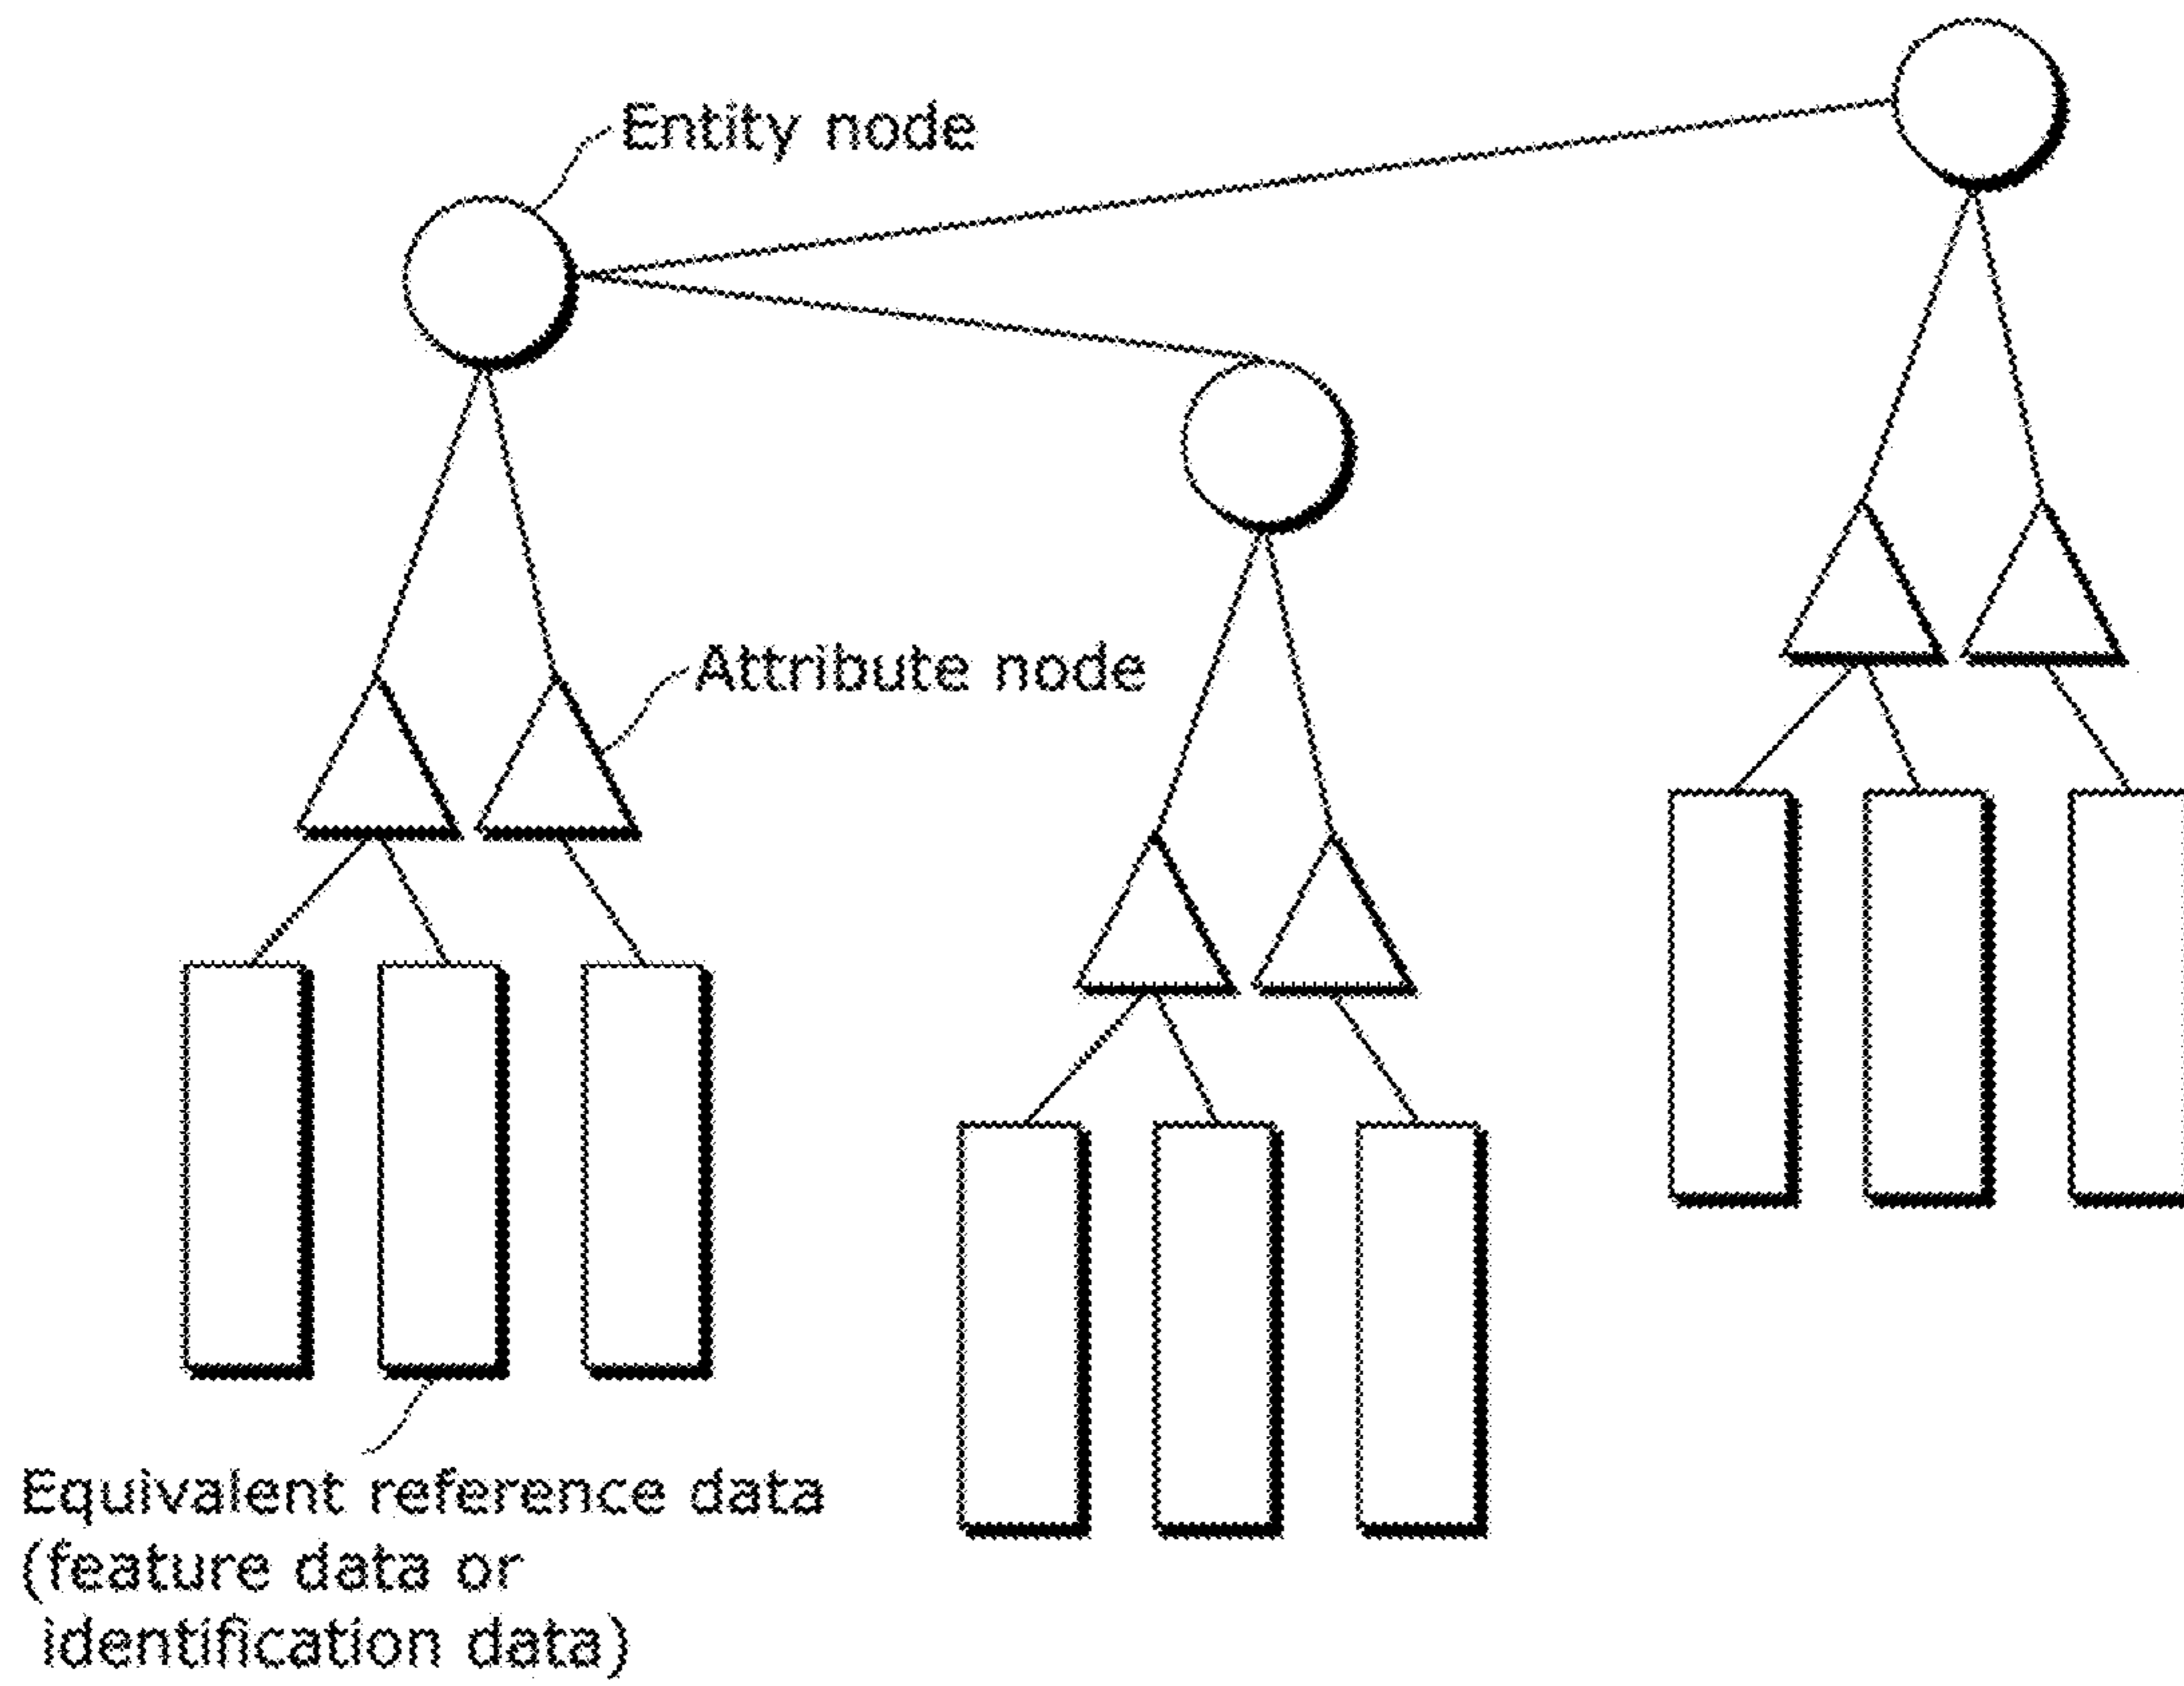 Entity node
Attribute node
Equivalent reference data
(feature data or
identification data)